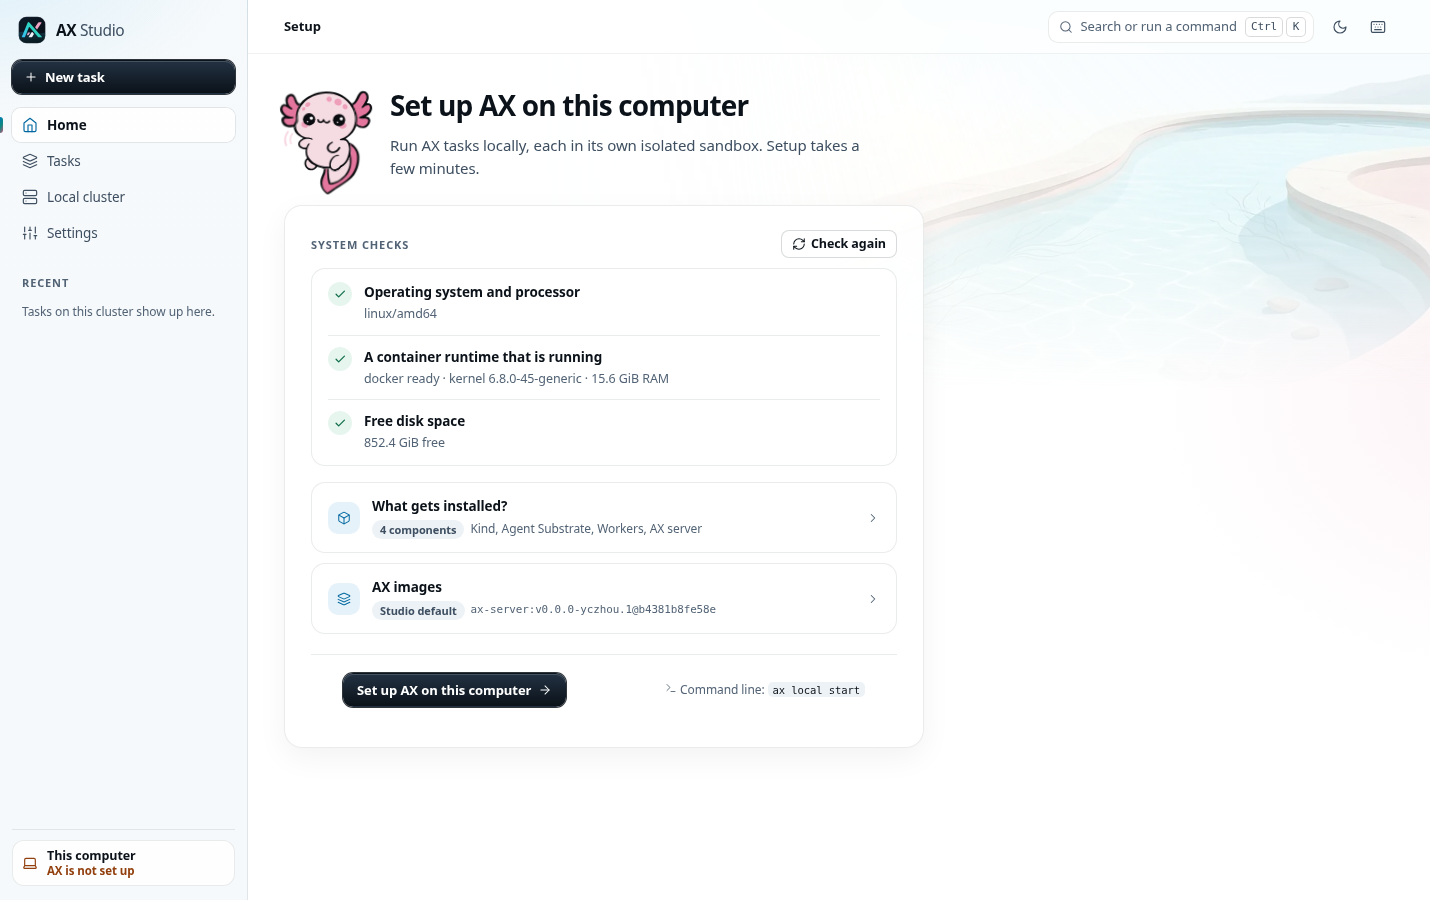 AX Studio
New task
Home
Tasks
Local cluster
Settings
RECENT
Tasks on this cluster show up here.
This computer
AX is not set up
Setup
Search or run a command Ctrl K
Set up AX on this computer
Run AX tasks locally, each in its own isolated sandbox. Setup takes a
few minutes.
SYSTEM CHECKS
Check again
Operating system and processor
linux/amd64
A container runtime that is running
docker ready · kernel 6.8.0-45-generic · 15.6 GiB RAM
Free disk space
852.4 GiB free
What gets installed?
4 components Kind, Agent Substrate, Workers, AX server
AX images
Studio default ax-server:v0.0.0-yczhou.1@b4381b8fe58e
Set up AX on this computer
Command line: ax local start